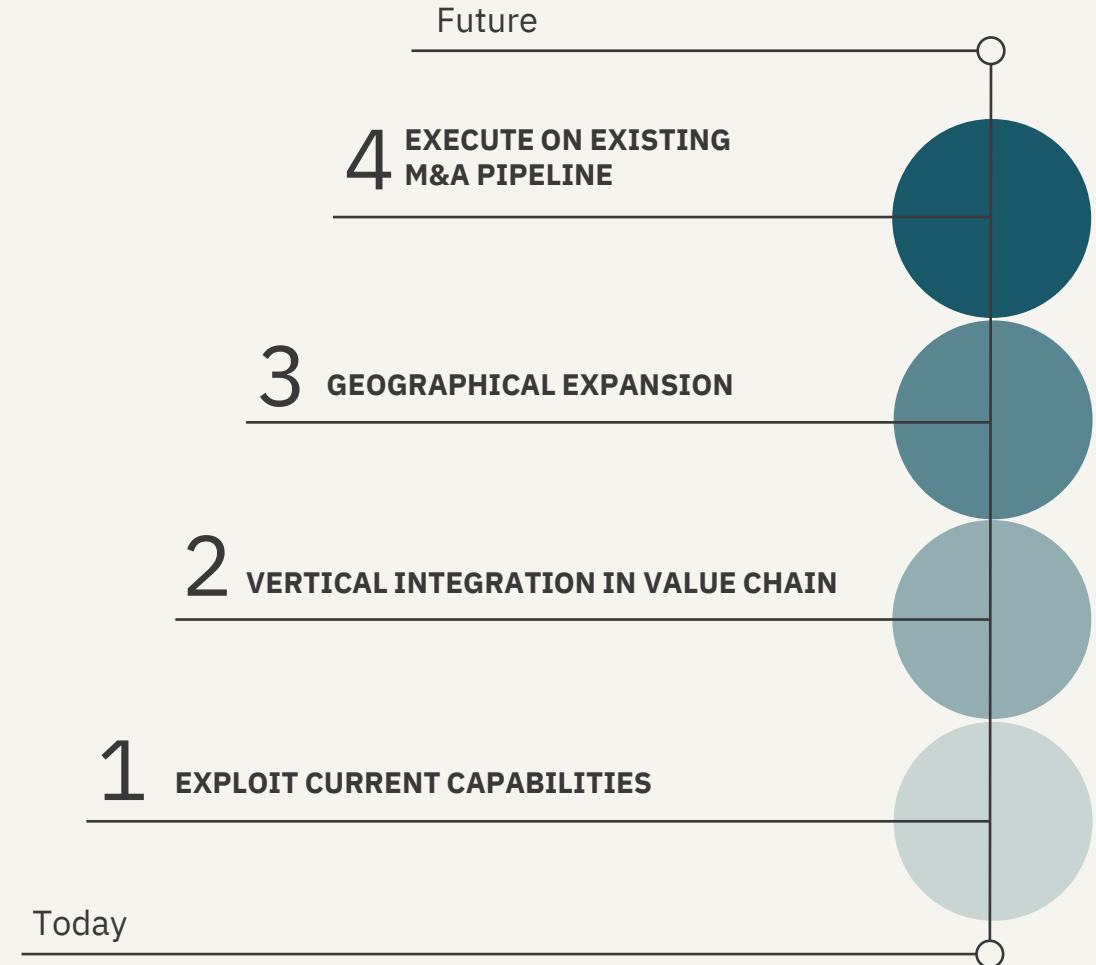 Future
4 EXECUTE ON EXISTING
M&A PIPELINE
3 GEOGRAPHICAL EXPANSION
2 VERTICAL INTEGRATION IN VALUE CHAIN
1 EXPLOIT CURRENT CAPABILITIES
Today